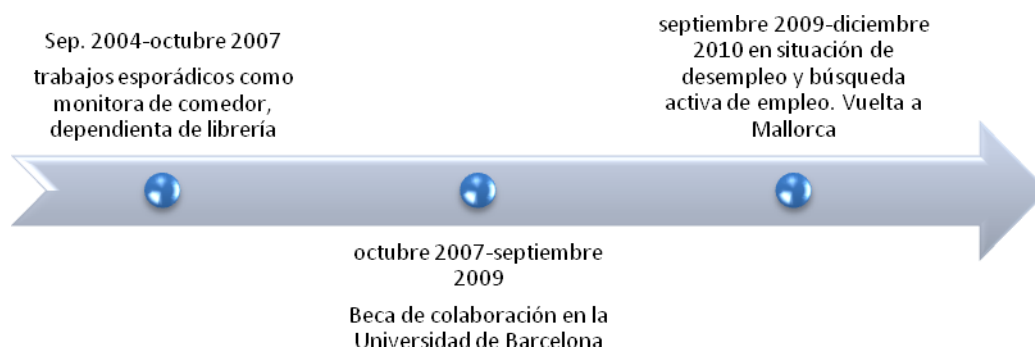 Sep. 2004-octubre 2007
trabajos esporádicos como
monitora de comedor,
dependienta de librería
octubre 2007-septiembre
2009
Beca de colaboración en la
Universidad de Barcelona
septiembre 2009-diciembre
2010 en situación de
desempleo y búsqueda
activa de empleo. Vuelta a
Mallorca